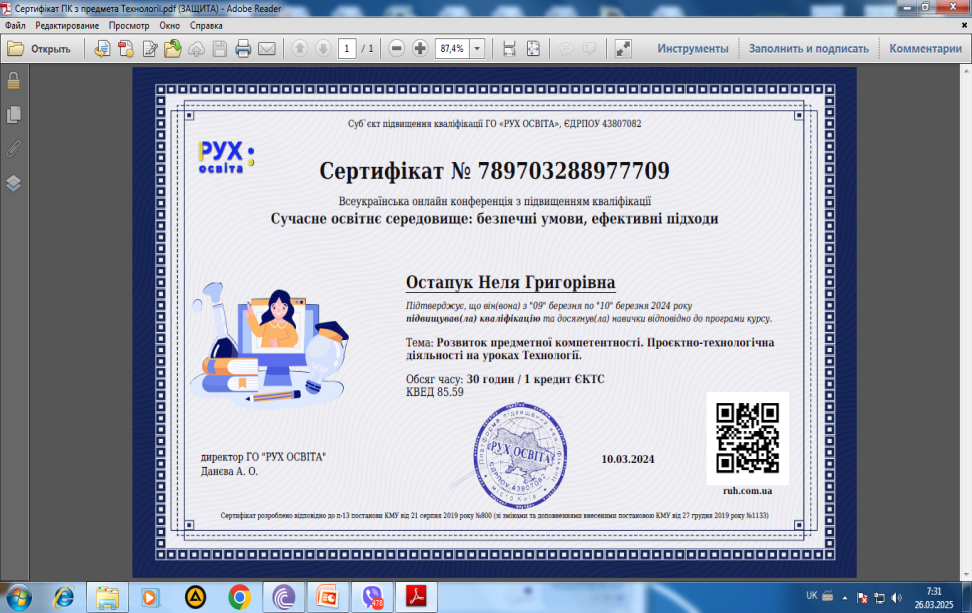 Сертифікат ПК з предмета Технології.pdf (ЗАЩИТА) - Adobe Reader
Файл Редактирование Просмотр Окно Справка
Открыть 1 / 1 87,4% Инструменты Заполнить и подписать Комментарии
Суб`єкт підвищення кваліфікації ГО «РУХ ОСВІТА», ЄДРПОУ 43807082
РУХ
освіта
Сертифікат № 789703288977709
Всеукраїнська онлайн конференція з підвищенням кваліфікації
Сучасне освітнє середовище: безпечні умови, ефективні підходи
Остапук Неля Григорівна
Підтверджує, що він(вона) з "09" березня по "10" березня 2024 року
підвищував(ла) кваліфікацію та досягнув(ла) навички відповідно до програми курсу.
Тема: Розвиток предметної компетентності. Проєктно-технологічна
діяльності на уроках Технології.
Обсяг часу: 30 годин / 1 кредит ЄКТС
КВЕД 85.59
директор ГО "РУХ ОСВІТА"
Данєва А. О.
РУХ ОСВІТА
ЄДРПОУ 43807082
місто Київ
10.03.2024
ruh.com.ua
Сертифікат розроблено відповідно до п-13 постанови КМУ від 21 серпня 2019 року №800 (зі змінами та доповненнями внесеними постановою КМУ від 27 грудня 2019 року №1133)
478
UK
7:31
26.03.2025